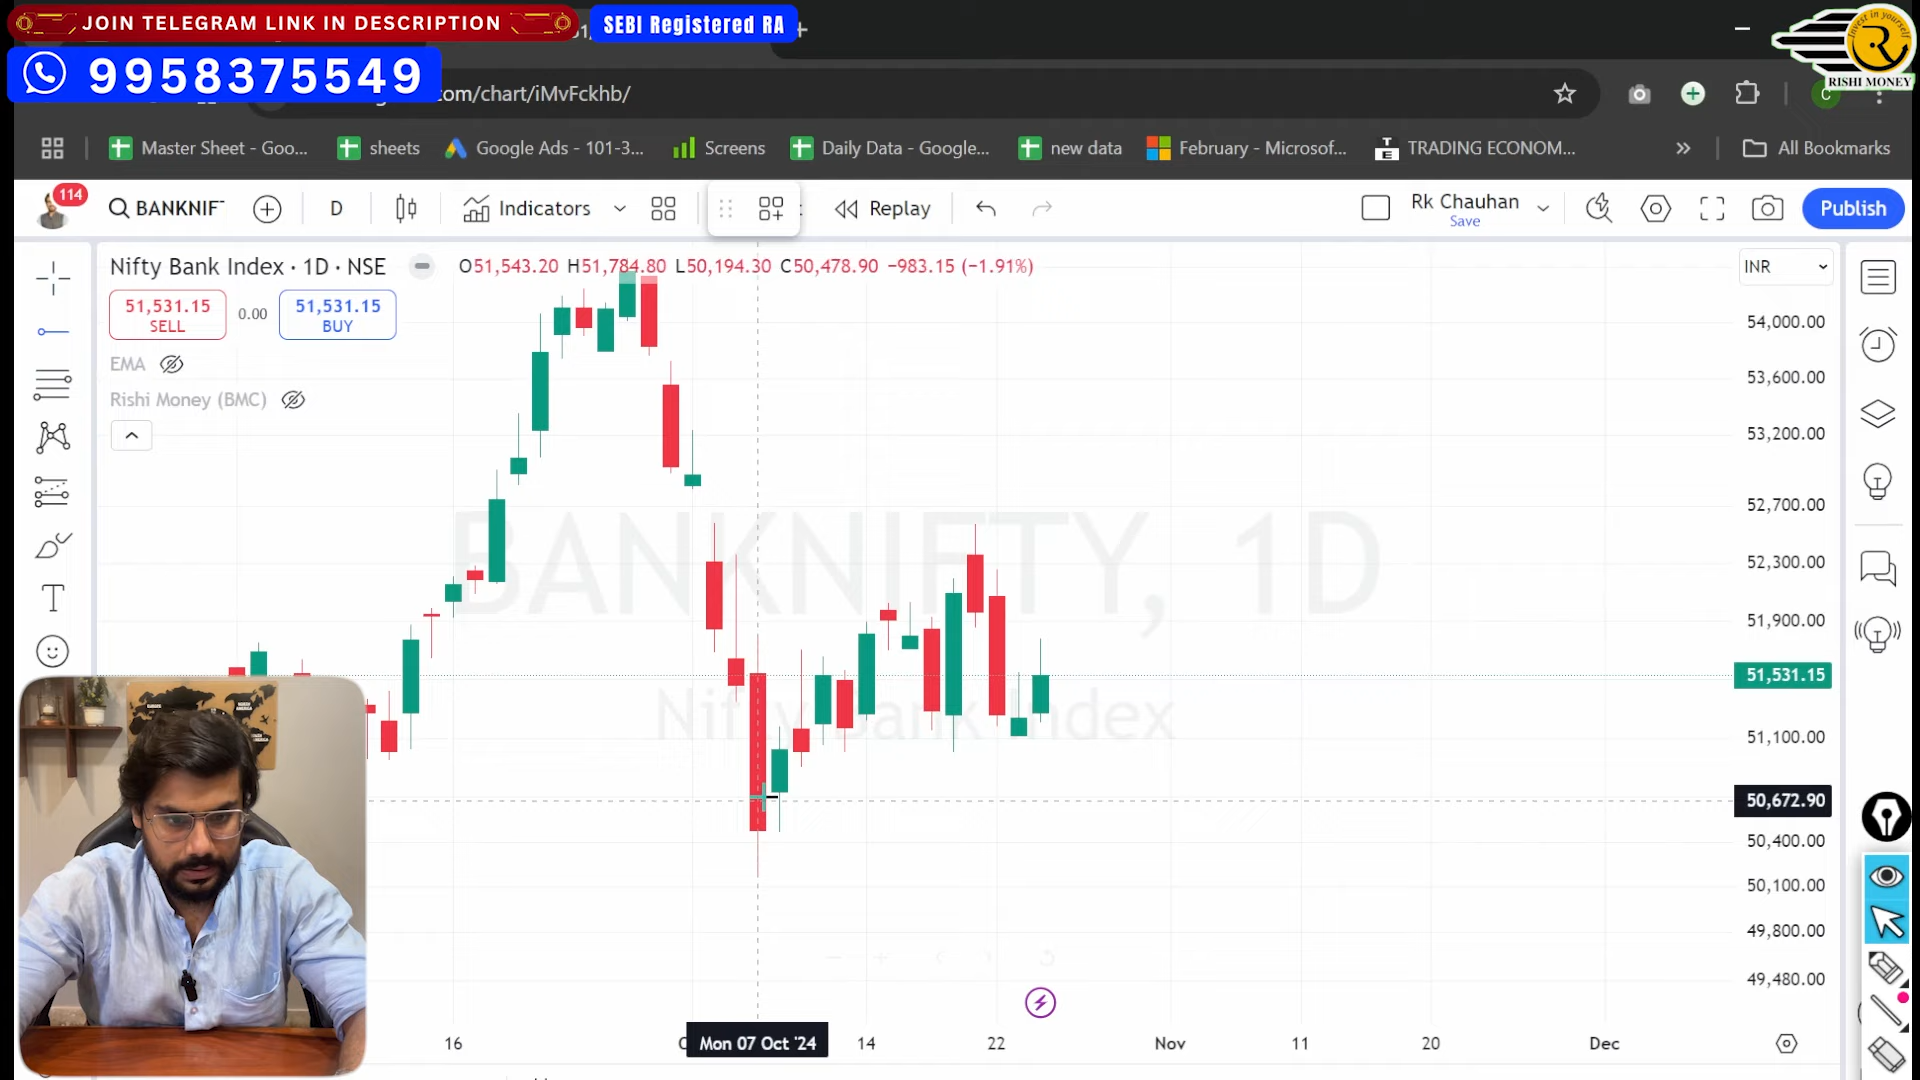 JOIN TELEGRAM LINK IN DESCRIPTION
SEBI Registered RA
9958375549
om/chart/iMvFckhb/
Invest in yourself
RISHI MONEY
C
Master Sheet - Goo...
sheets
Google Ads - 101-3...
Screens
Daily Data - Google...
new data
February - Microsof...
TRADING ECONOM...
All Bookmarks
114
BANKNIF
D
Indicators
Replay
Rk Chauhan
Save
Publish
Nifty Bank Index · 1D · NSE
O51,543.20 H51,784.80 L50,194.30 C50,478.90 −983.15 (−1.91%)
INR
51,531.15
SELL
0.00
51,531.15
BUY
EMA
Rishi Money (BMC)
BANKNIFTY, 1D
Nifty Bank Index
54,000.00
53,600.00
53,200.00
52,700.00
52,300.00
51,900.00
51,531.15
51,100.00
50,672.90
50,400.00
50,100.00
49,800.00
49,480.00
16
Mon 07 Oct '24
14
22
Nov
11
20
Dec